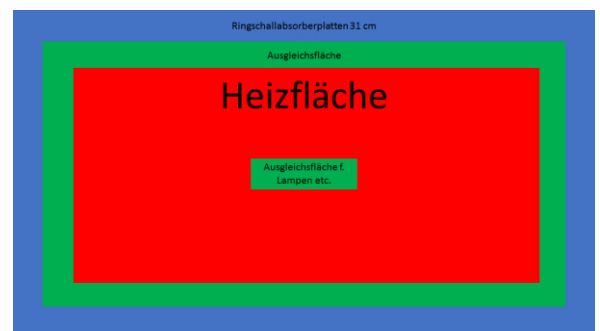 Ringschallabsorberplatten 31 cm
Ausgleichsfläche
Heizfläche
Ausgleichsfläche f.
Lampen etc.